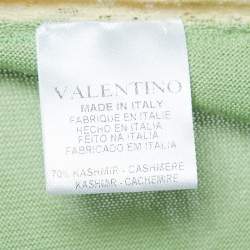 VALENTINO
MADE IN ITALY
FABRIQUE EN ITALIE
HECHO EN ITALIA
FEITO NA ITALIA
FABRICADO EM ITALIA
70% KASHMIR - CASHMERE
KASHMIR - CACHEMIRE